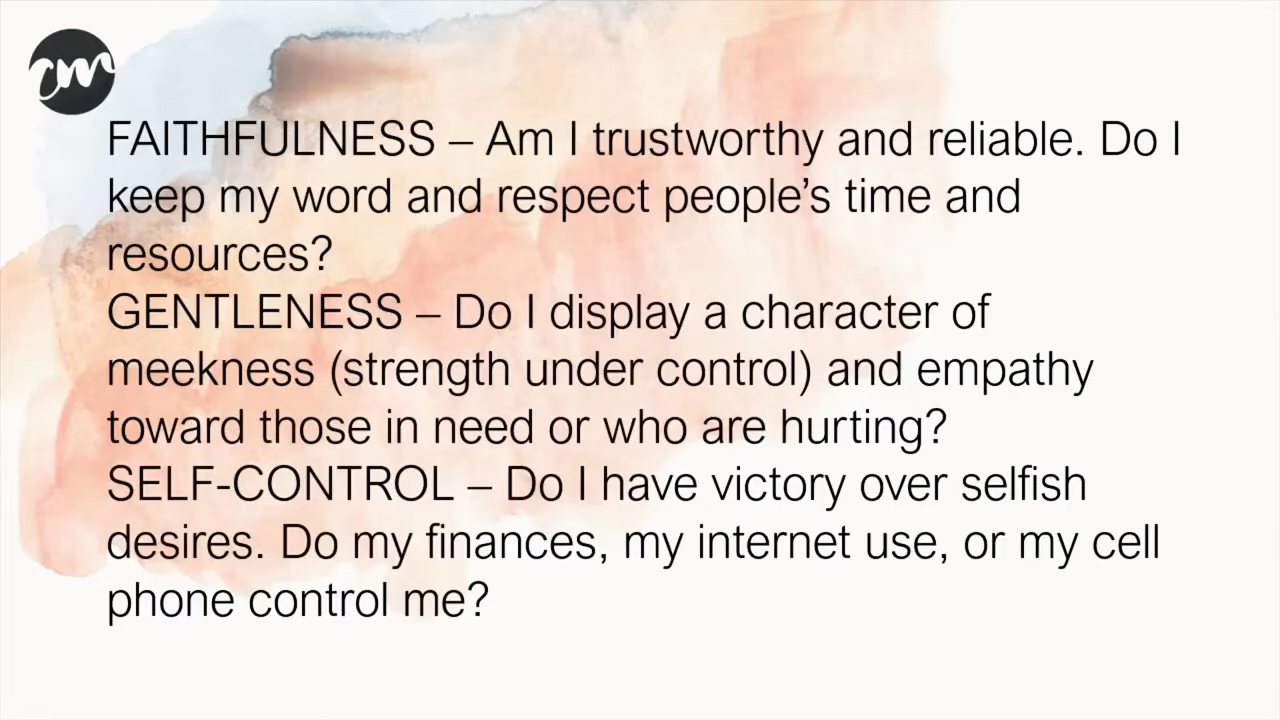 cm
FAITHFULNESS – Am I trustworthy and reliable. Do I
keep my word and respect people’s time and
resources?
GENTLENESS – Do I display a character of
meekness (strength under control) and empathy
toward those in need or who are hurting?
SELF-CONTROL – Do I have victory over selfish
desires. Do my finances, my internet use, or my cell
phone control me?